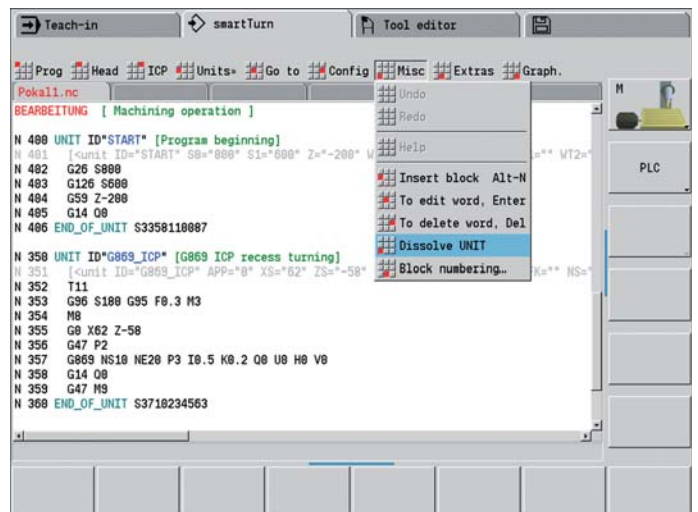 Teach-in smartTurn Tool editor
Prog Head ICP Units» Go to Config Misc Extras Graph.
Pokal1.nc
BEARBEITUNG [ Machining operation ]
N 400 UNIT ID"START" [Program beginning]
N 401 [<unit ID="START" S0="800" S1="600" Z="-200" W =" WT2="
N 402 G26 S800
N 403 G126 S600
N 404 G59 Z-200
N 405 G14 Q0
N 406 END_OF_UNIT S3358110087
N 350 UNIT ID"G869_ICP" [G869 ICP recess turning]
N 351 [<unit ID="G869_ICP" APP="0" XS="62" ZS="-58" K="" NS="
N 352 T11
N 353 G96 S180 G95 F0.3 M3
N 354 M8
N 355 G0 X62 Z-58
N 356 G47 P2
N 357 G869 NS10 NE20 P3 I0.5 K0.2 Q0 U0 H0 V0
N 358 G14 Q0
N 359 G47 M9
N 360 END_OF_UNIT S3710234563
Undo
Redo
Help
Insert block Alt-N
To edit word, Enter
To delete word, Del
Dissolve UNIT
Block numbering…
M
PLC